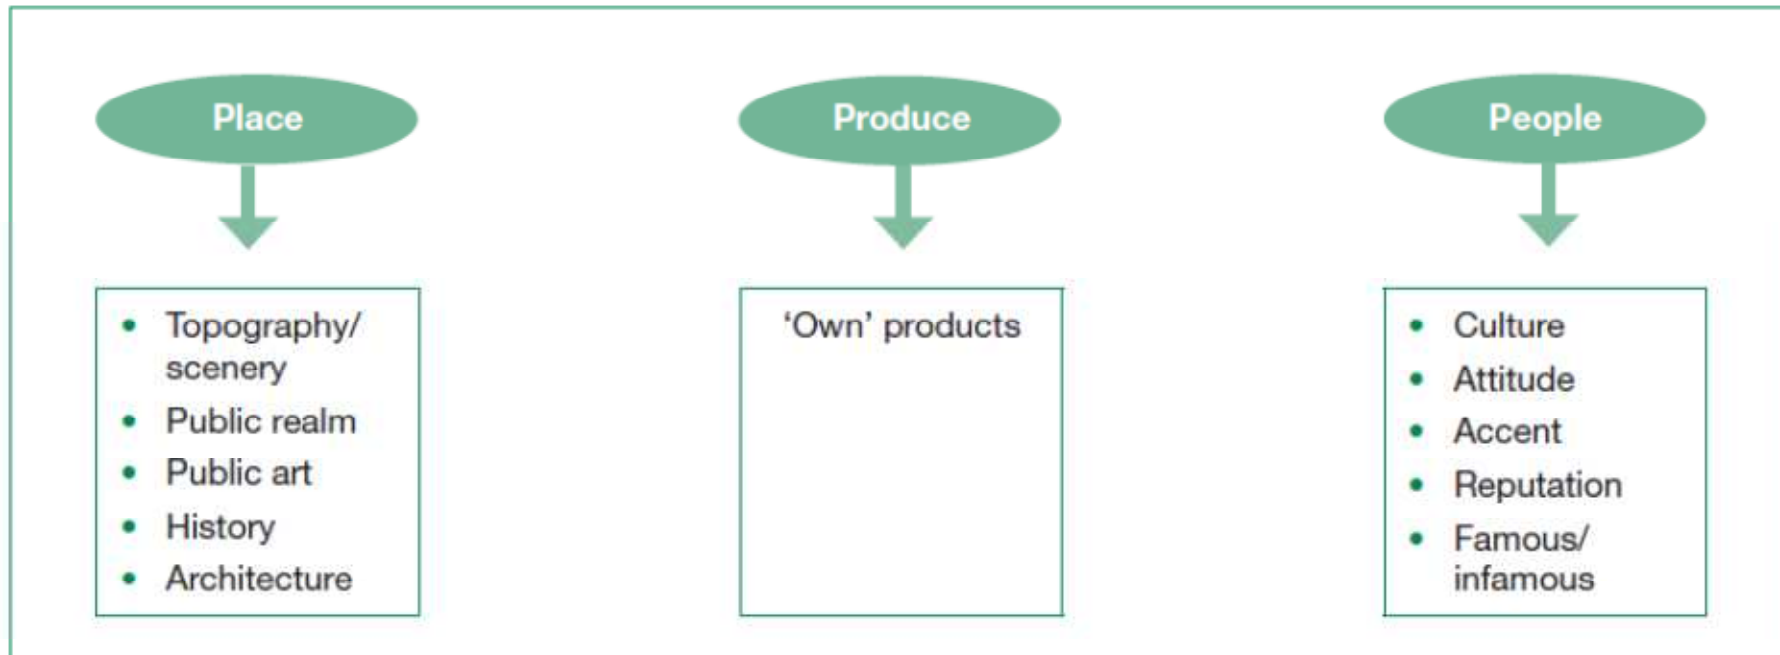 Place
Topography/
scenery
Public realm
Public art
History
Architecture
Produce
‘Own’ products
People
Culture
Attitude
Accent
Reputation
Famous/
infamous